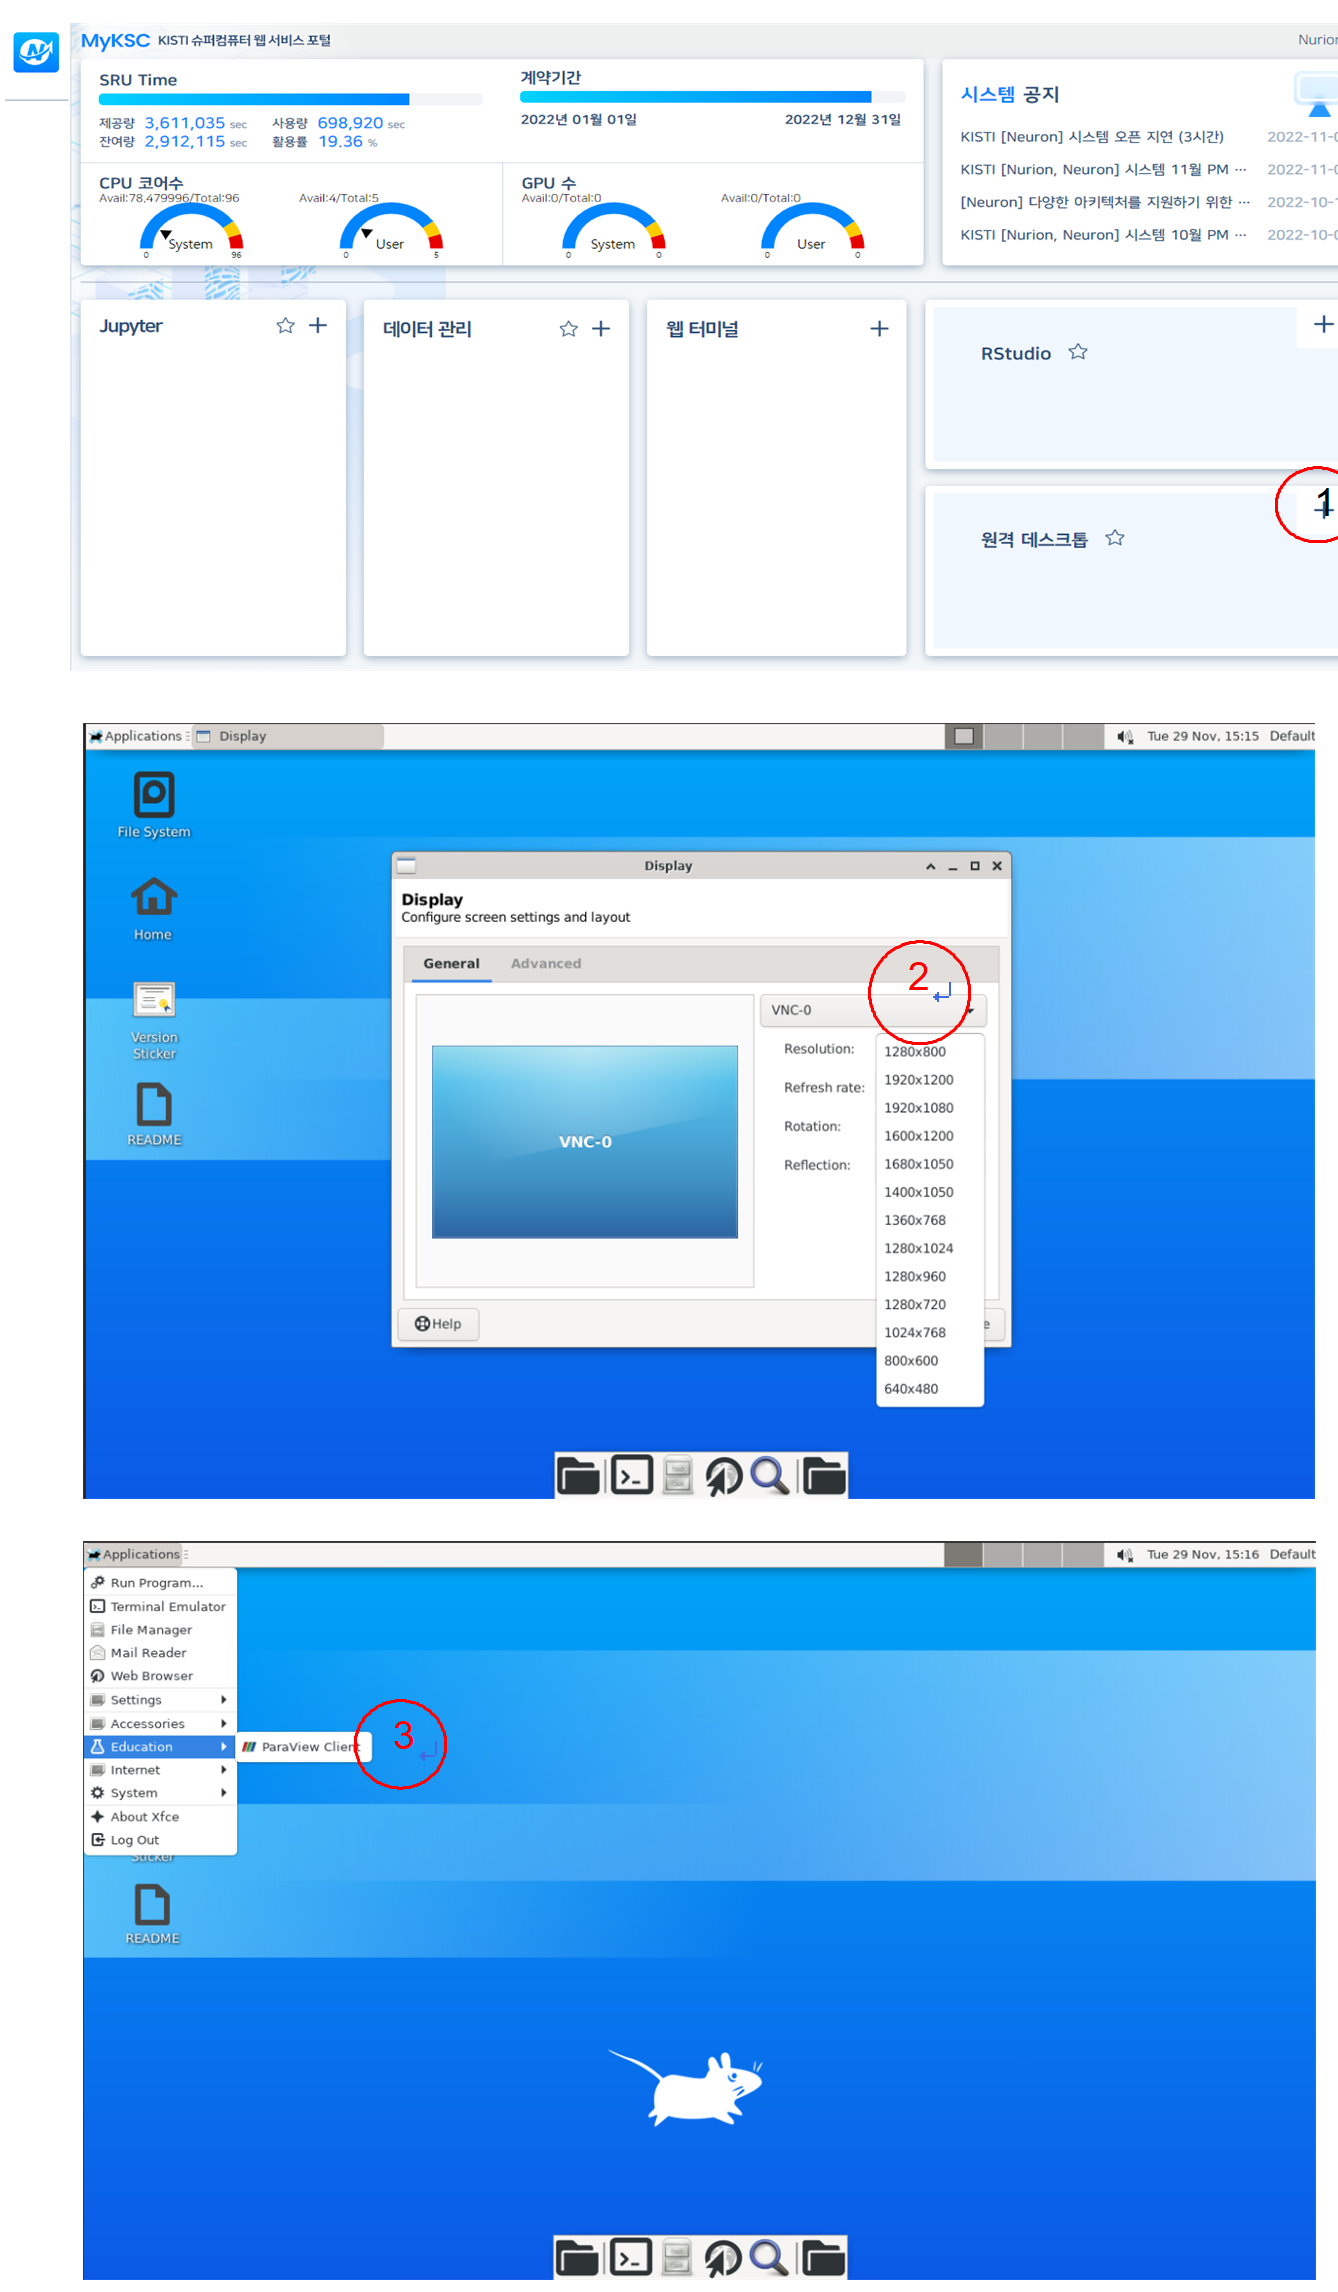 MyKSC KISTI 슈퍼컴퓨터 웹 서비스 포털
Nurion
SRU Time
제공량 3,611,035 sec 사용량 698,920 sec
잔여량 2,912,115 sec 활용률 19.36 %
계약기간
2022년 01월 01일 2022년 12월 31일
CPU 코어수
Avail:78.479996/Total:96 Avail:4/Total:5
System User
0 96 0 5
GPU 수
Avail:0/Total:0 Avail:0/Total:0
System User
0 0 0 0
시스템 공지
KISTI [Neuron] 시스템 오픈 지연 (3시간) 2022-11-0
KISTI [Nurion, Neuron] 시스템 11월 PM ··· 2022-11-0
[Neuron] 다양한 아키텍처를 지원하기 위한 ··· 2022-10-1
KISTI [Nurion, Neuron] 시스템 10월 PM ··· 2022-10-0
Jupyter
데이터 관리
웹 터미널
RStudio
원격 데스크톱
1
Applications Display Tue 29 Nov, 15:15 Default
File System
Home
Version
Sticker
README
Display
Display
Configure screen settings and layout
General Advanced
2
VNC-0
VNC-0
Resolution:
Refresh rate:
Rotation:
Reflection:
1280x800
1920x1200
1920x1080
1600x1200
1680x1050
1400x1050
1360x768
1280x1024
1280x960
1280x720
1024x768
800x600
640x480
Help
e
Applications Tue 29 Nov, 15:16 Default
Run Program...
Terminal Emulator
File Manager
Mail Reader
Web Browser
Settings
Accessories
Education
ParaView Client
3
Internet
System
About Xfce
Log Out
Sticker
README